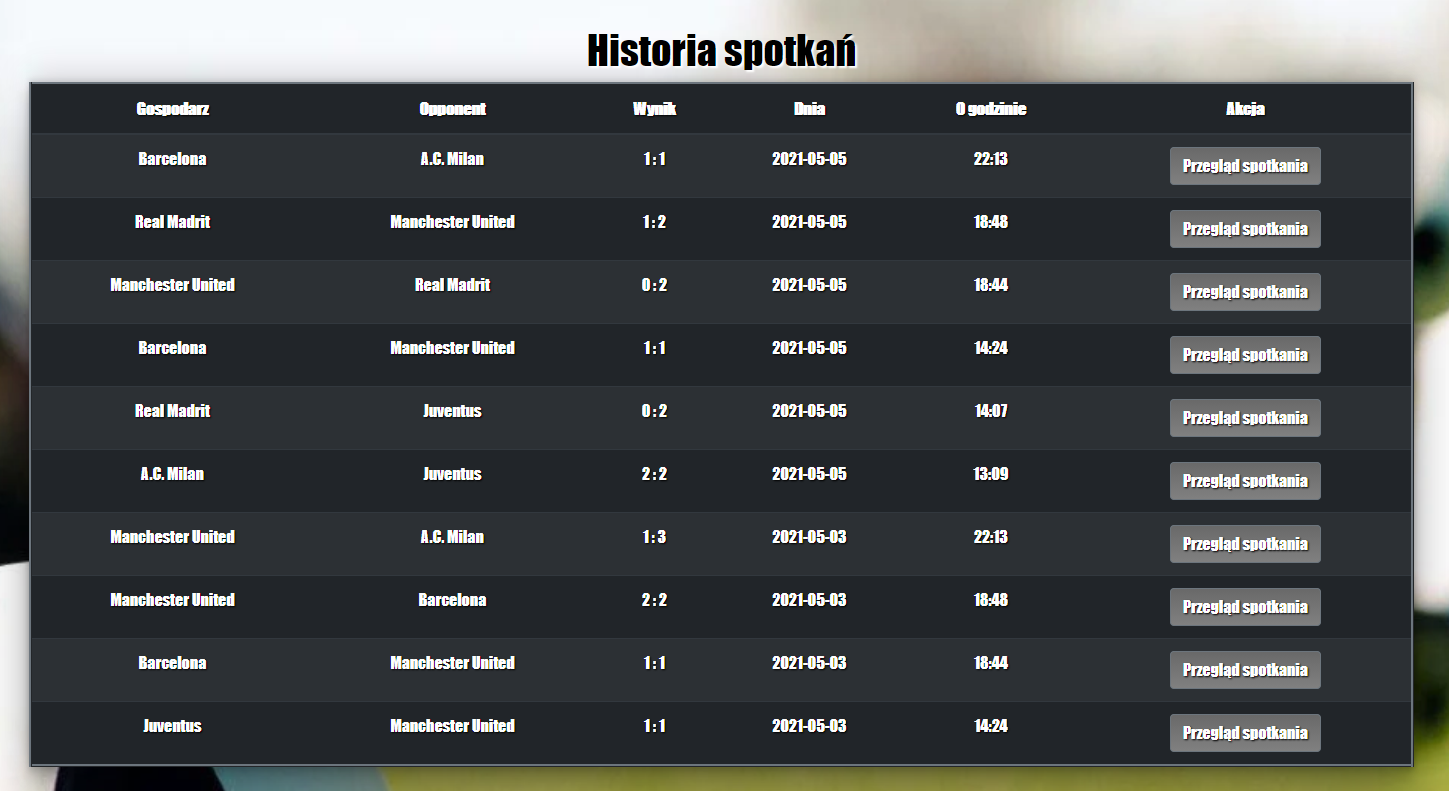 Historia spotkań
Gospodarz Opponent Wynik Dnia O godzinie Akcja
Barcelona A.C. Milan 1 : 1 2021-05-05 22:13 Przegląd spotkania
Real Madrit Manchester United 1 : 2 2021-05-05 18:48 Przegląd spotkania
Manchester United Real Madrit 0 : 2 2021-05-05 18:44 Przegląd spotkania
Barcelona Manchester United 1 : 1 2021-05-05 14:24 Przegląd spotkania
Real Madrit Juventus 0 : 2 2021-05-05 14:07 Przegląd spotkania
A.C. Milan Juventus 2 : 2 2021-05-05 13:09 Przegląd spotkania
Manchester United A.C. Milan 1 : 3 2021-05-03 22:13 Przegląd spotkania
Manchester United Barcelona 2 : 2 2021-05-03 18:48 Przegląd spotkania
Barcelona Manchester United 1 : 1 2021-05-03 18:44 Przegląd spotkania
Juventus Manchester United 1 : 1 2021-05-03 14:24 Przegląd spotkania